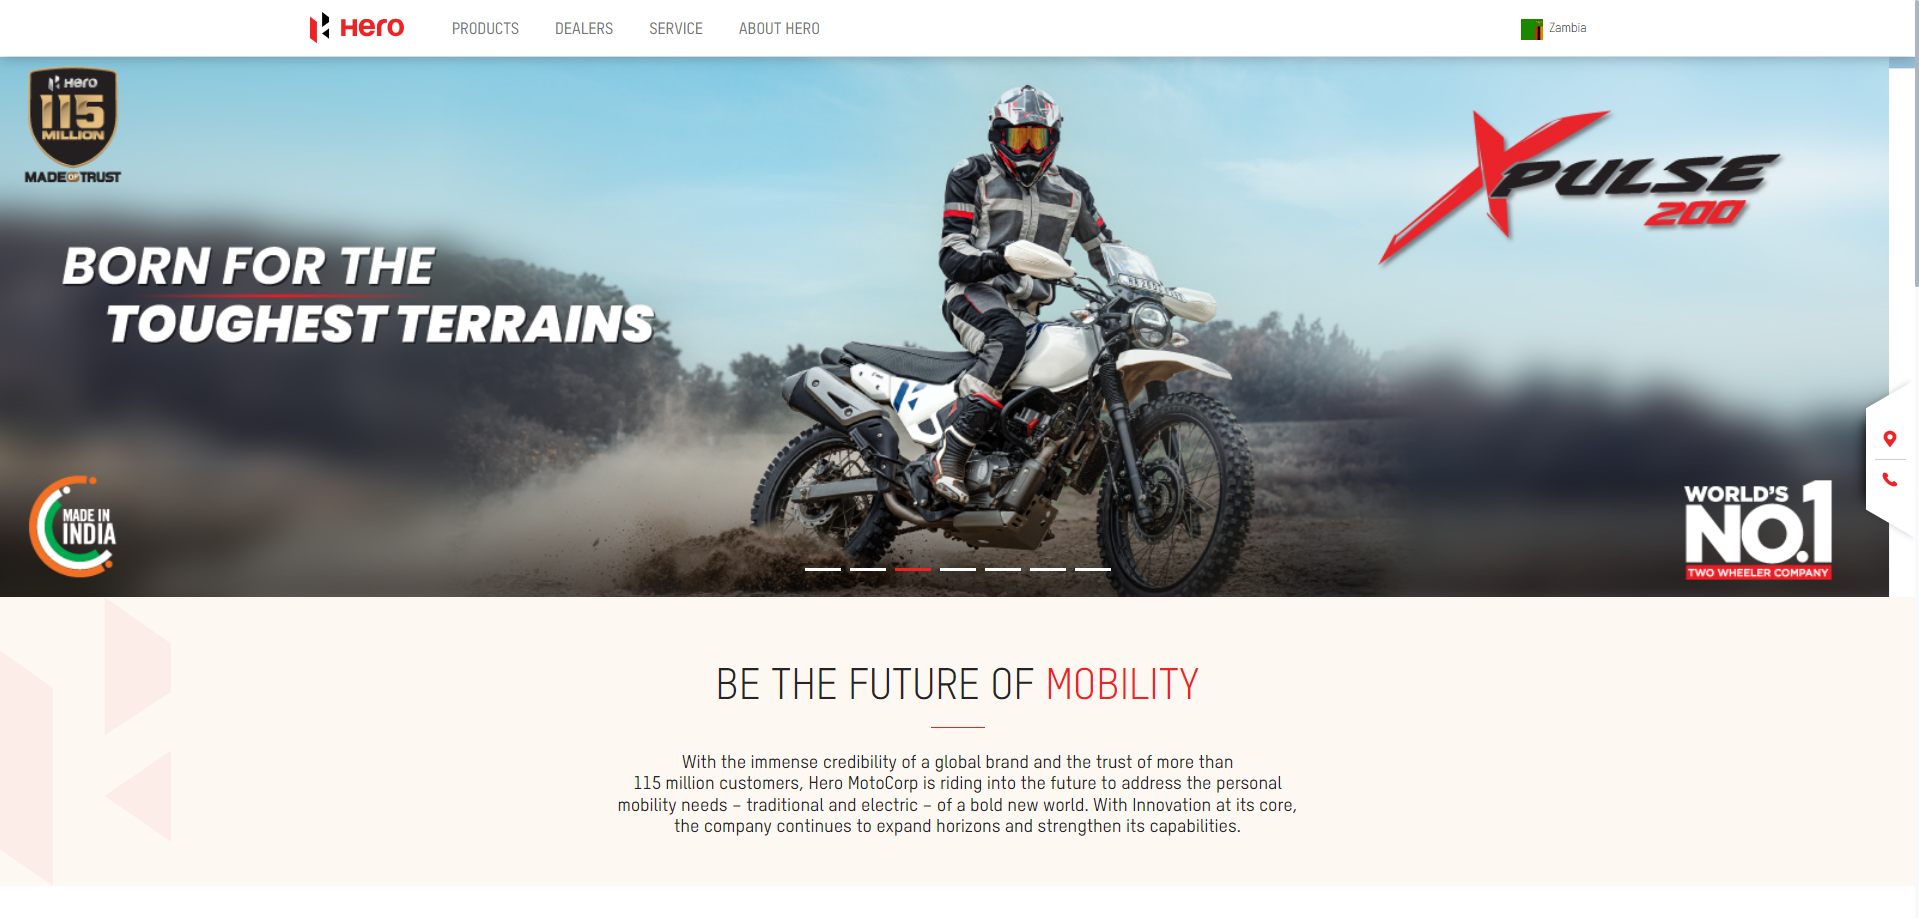 Hero
PRODUCTS
DEALERS
SERVICE
ABOUT HERO
Zambia
Hero
115
MILLION
MADE OF TRUST
BORN FOR THE
TOUGHEST TERRAINS
XPULSE
200
MADE IN
INDIA
WORLD'S
NO.1
TWO WHEELER COMPANY
BE THE FUTURE OF MOBILITY
With the immense credibility of a global brand and the trust of more than
115 million customers, Hero MotoCorp is riding into the future to address the personal
mobility needs – traditional and electric – of a bold new world. With Innovation at its core,
the company continues to expand horizons and strengthen its capabilities.